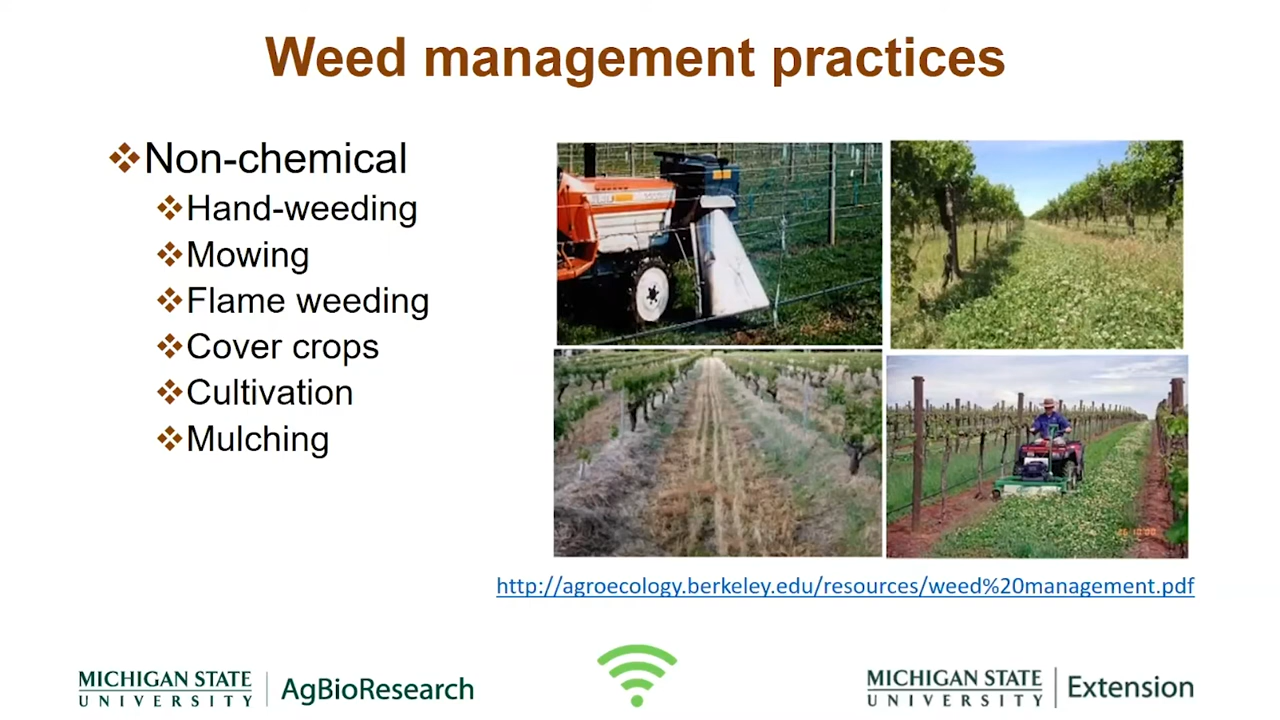 Weed management practices
Non-chemical
Hand-weeding
Mowing
Flame weeding
Cover crops
Cultivation
Mulching
http://agroecology.berkeley.edu/resources/weed%20management.pdf
MICHIGAN STATE
UNIVERSITY
AgBioResearch
MICHIGAN STATE
UNIVERSITY
Extension